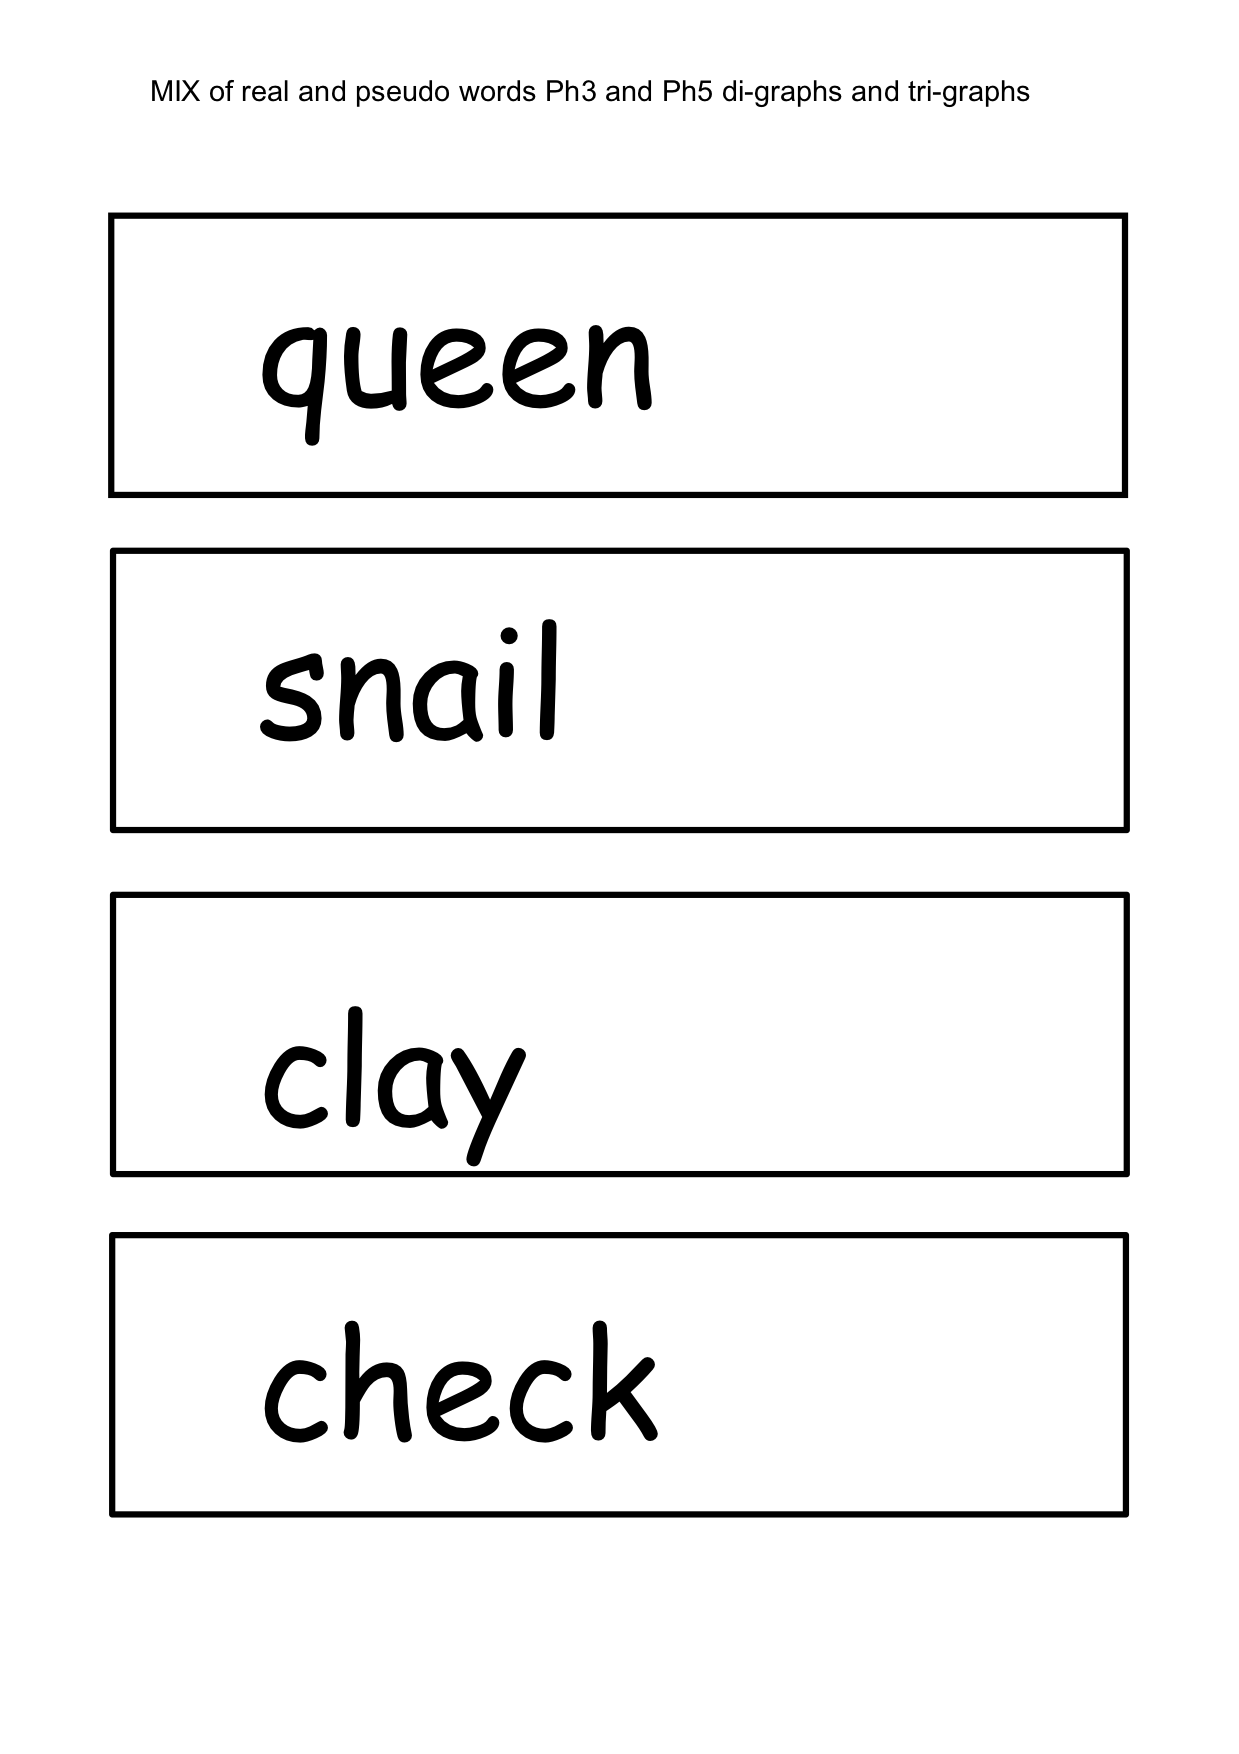 MIX of real and pseudo words Ph3 and Ph5 di-graphs and tri-graphs
queen
snail
clay
check